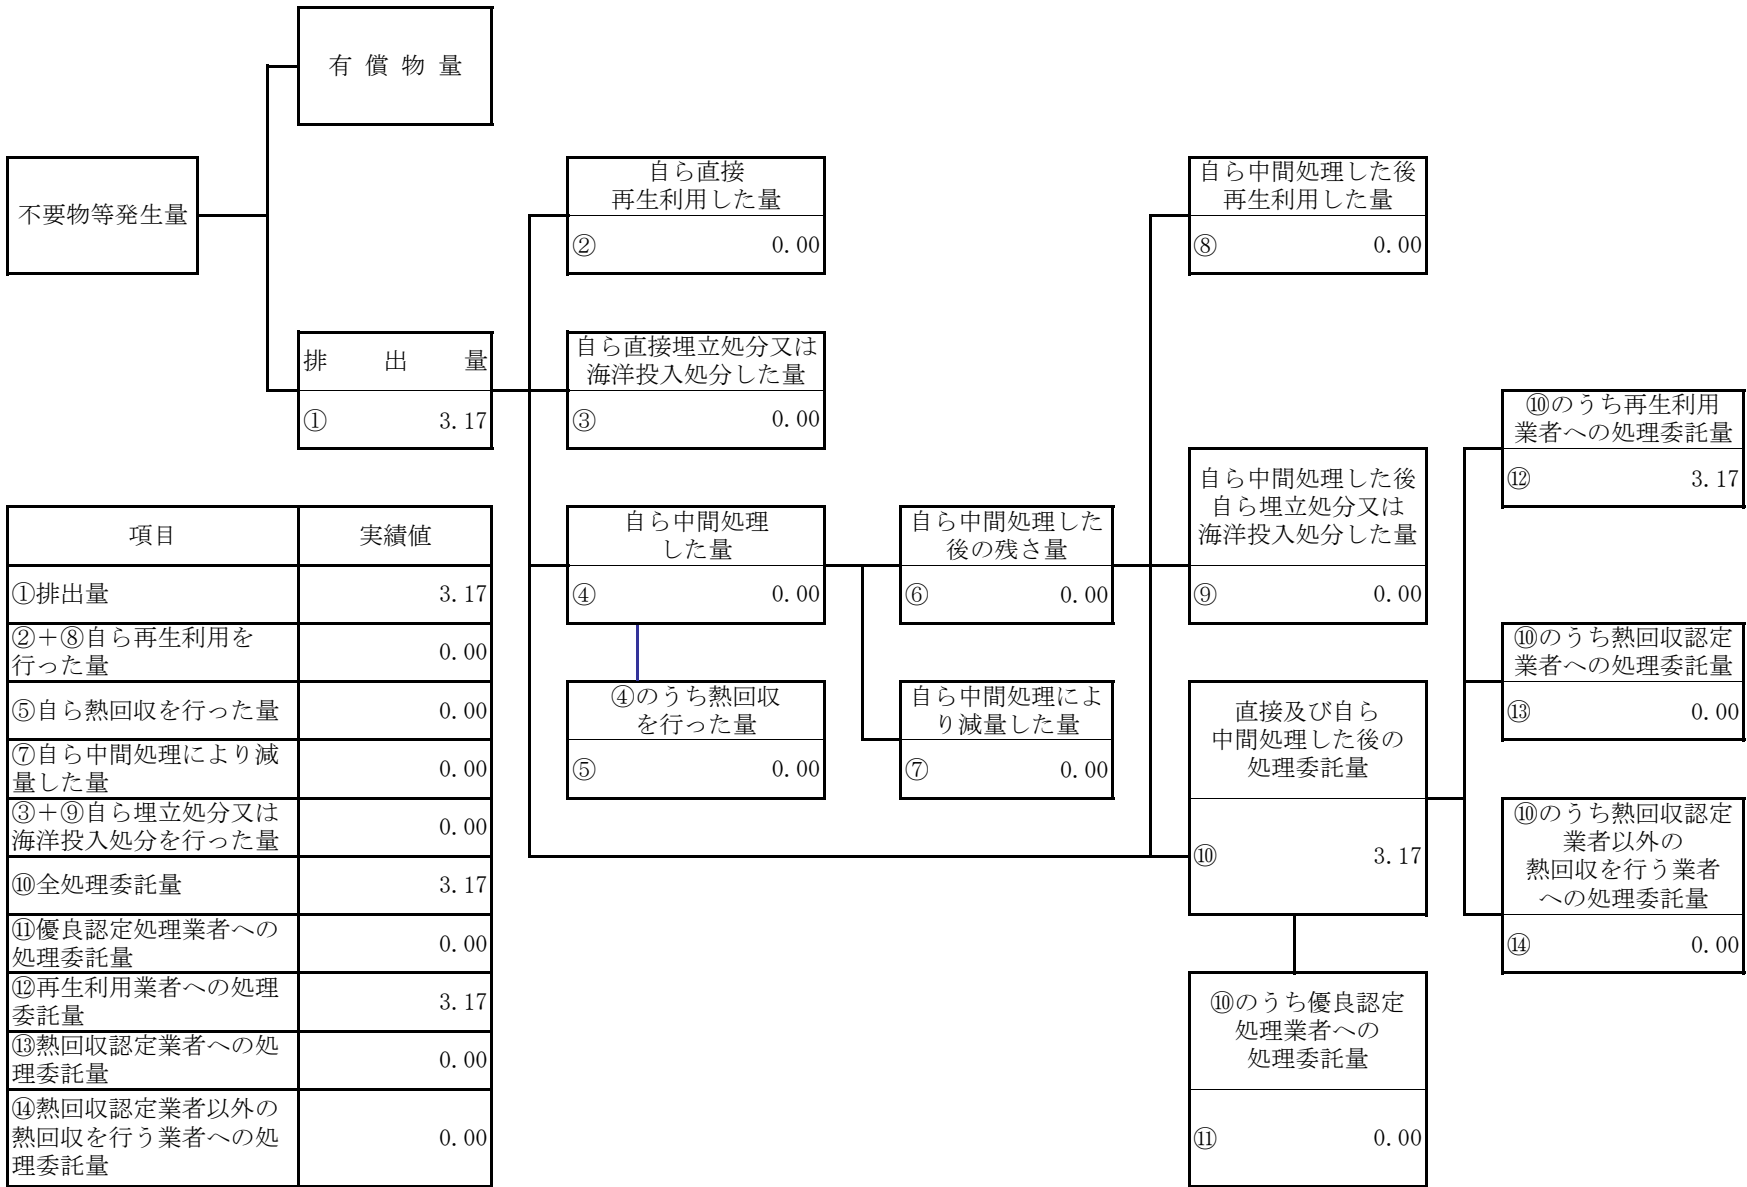 有償物量
不要物等発生量
排出量
① 3.17
自ら直接
再生利用した量
② 0.00
自ら直接埋立処分又は
海洋投入処分した量
③ 0.00
自ら中間処理
した量
④ 0.00
④のうち熱回収
を行った量
⑤ 0.00
自ら中間処理した
後の残さ量
⑥ 0.00
自ら中間処理によ
り減量した量
⑦ 0.00
自ら中間処理した後
再生利用した量
⑧ 0.00
自ら中間処理した後
自ら埋立処分又は
海洋投入処分した量
⑨ 0.00
直接及び自ら
中間処理した後の
処理委託量
⑩ 3.17
⑩のうち優良認定
処理業者への
処理委託量
⑪ 0.00
⑩のうち再生利用
業者への処理委託量
⑫ 3.17
⑩のうち熱回収認定
業者への処理委託量
⑬ 0.00
⑩のうち熱回収認定
業者以外の
熱回収を行う業者
への処理委託量
⑭ 0.00
項目 実績値
①排出量 3.17
②＋⑧自ら再生利用を
行った量 0.00
⑤自ら熱回収を行った量 0.00
⑦自ら中間処理により減
量した量 0.00
③＋⑨自ら埋立処分又は
海洋投入処分を行った量 0.00
⑩全処理委託量 3.17
⑪優良認定処理業者への
処理委託量 0.00
⑫再生利用業者への処理
委託量 3.17
⑬熱回収認定業者への処
理委託量 0.00
⑭熱回収認定業者以外の
熱回収を行う業者への処 0.00
理委託量